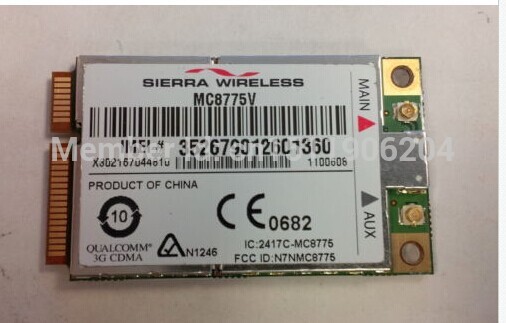 SIERRA WIRELESS
MC8775V
MAIN
X302167044810
1100606
PRODUCT OF CHINA
10
CE 0682
AUX
QUALCOMM®
3G CDMA
N1246
IC:2417C-MC8775
FCC ID:N7NMC8775